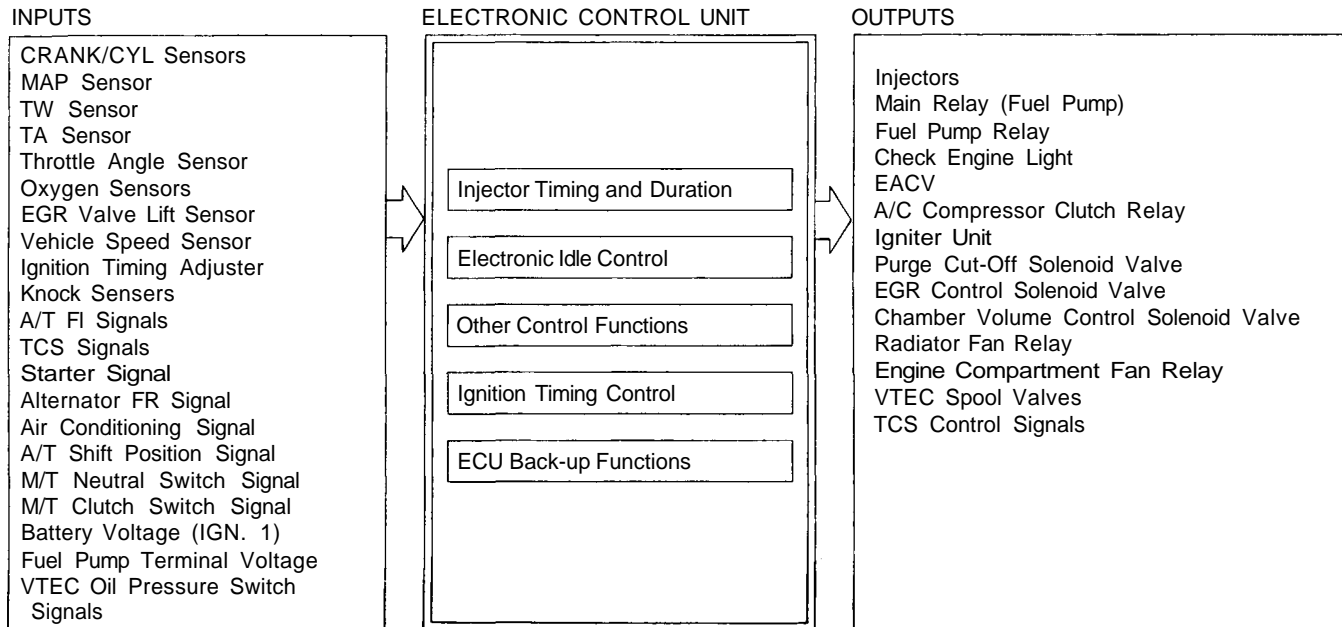 INPUTS
CRANK/CYL Sensors
MAP Sensor
TW Sensor
TA Sensor
Throttle Angle Sensor
Oxygen Sensors
EGR Valve Lift Sensor
Vehicle Speed Sensor
Ignition Timing Adjuster
Knock Sensers
A/T FI Signals
TCS Signals
Starter Signal
Alternator FR Signal
Air Conditioning Signal
A/T Shift Position Signal
M/T Neutral Switch Signal
M/T Clutch Switch Signal
Battery Voltage (IGN. 1)
Fuel Pump Terminal Voltage
VTEC Oil Pressure Switch
Signals
ELECTRONIC CONTROL UNIT
Injector Timing and Duration
Electronic Idle Control
Other Control Functions
Ignition Timing Control
ECU Back-up Functions
OUTPUTS
Injectors
Main Relay (Fuel Pump)
Fuel Pump Relay
Check Engine Light
EACV
A/C Compressor Clutch Relay
Igniter Unit
Purge Cut-Off Solenoid Valve
EGR Control Solenoid Valve
Chamber Volume Control Solenoid Valve
Radiator Fan Relay
Engine Compartment Fan Relay
VTEC Spool Valves
TCS Control Signals